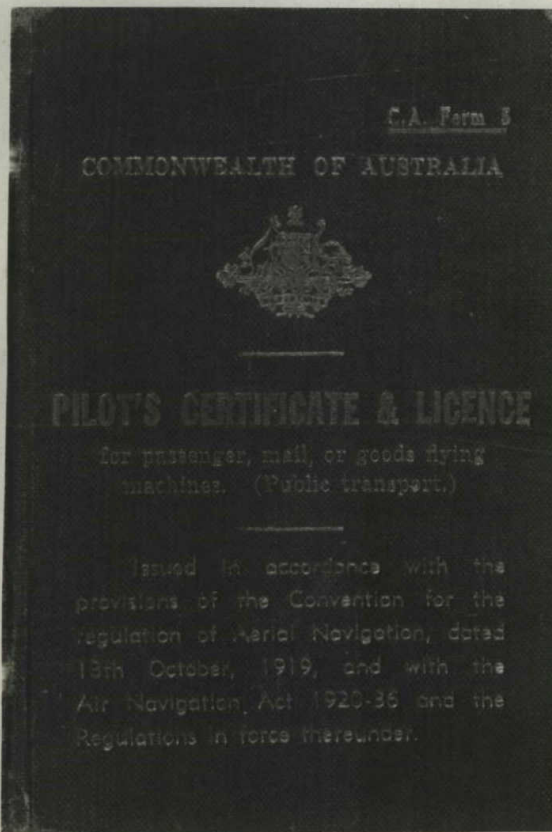 C.A. Form 5
COMMONWEALTH OF AUSTRALIA
PILOT'S CERTIFICATE & LICENCE
for passenger, mail, or goods flying
machines. (Public transport.)
Issued in accordance with the
provisions of the Convention for the
regulation of Aerial Navigation, dated
13th October, 1919, and with the
Air Navigation Act 1920-36 and the
Regulations in force thereunder.